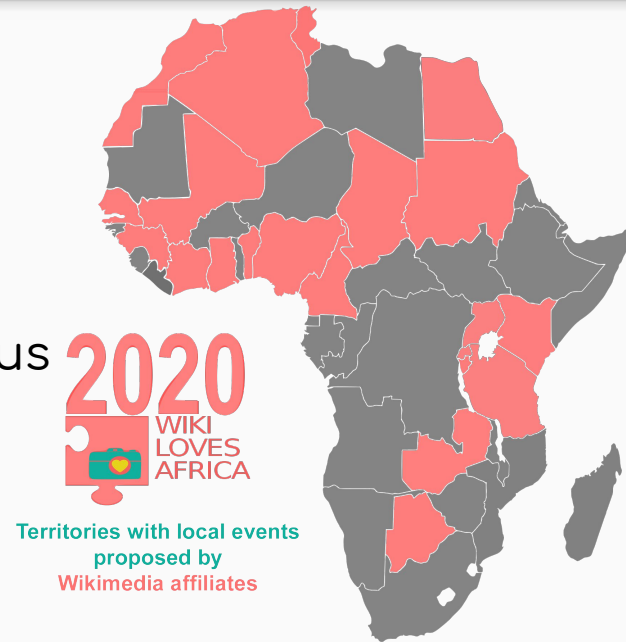 us
2020
WIKI
LOVES
AFRICA
Territories with local events
proposed by
Wikimedia affiliates